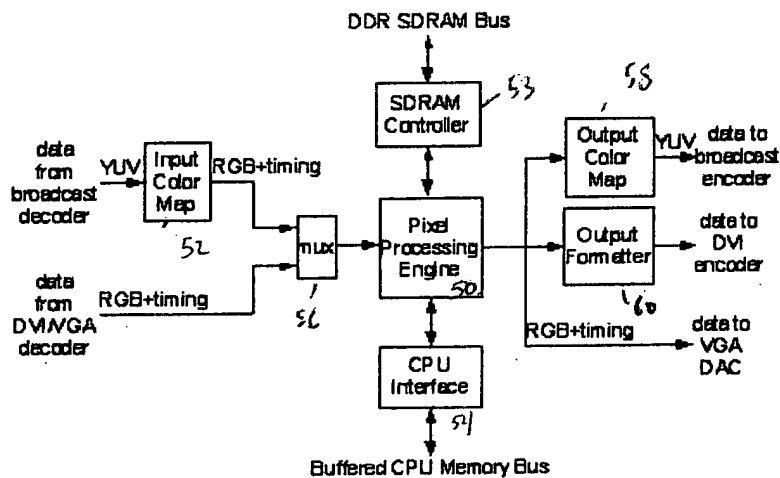 DDR SDRAM Bus
SDRAM
Controller
53
58
data
from
broadcast
decoder
YUV
Input
Color
Map
52
RGB+timing
mux
56
Pixel
Processing
Engine
50
Output
Color
Map
YUV
data to
broadcast
encoder
Output
Formatter
60
data to
DVI
encoder
data
from
DVI/VGA
decoder
RGB+timing
RGB+timing
data to
VGA
DAC
CPU
Interface
54
Buffered CPU Memory Bus